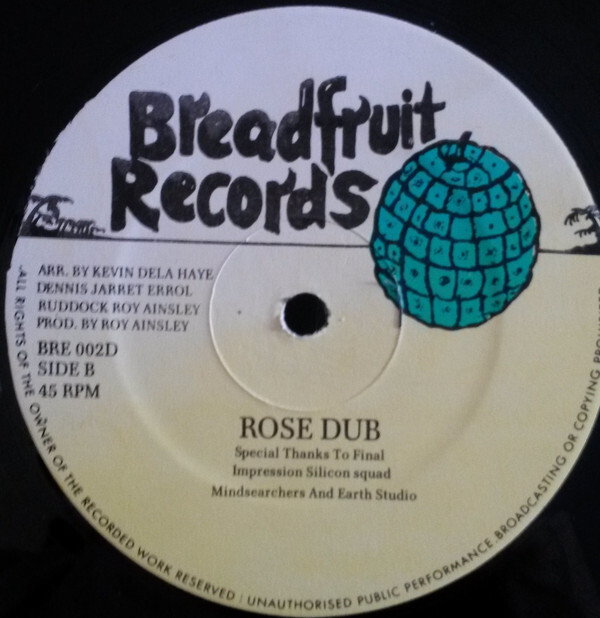 Breadfruit
Records
ARR. BY KEVIN DELA HAYE
DENNIS JARRET ERROL
RUDDOCK ROY AINSLEY
PROD. BY ROY AINSLEY
BRE 002D
SIDE B
45 RPM
ROSE DUB
Special Thanks To Final
Impression Silicon squad
Mindsearchers And Earth Studio
ALL RIGHTS OF THE OWNER OF THE RECORDED WORK RESERVED : UNAUTHORISED PUBLIC PERFORMANCE. BROADCASTING OR COPYING